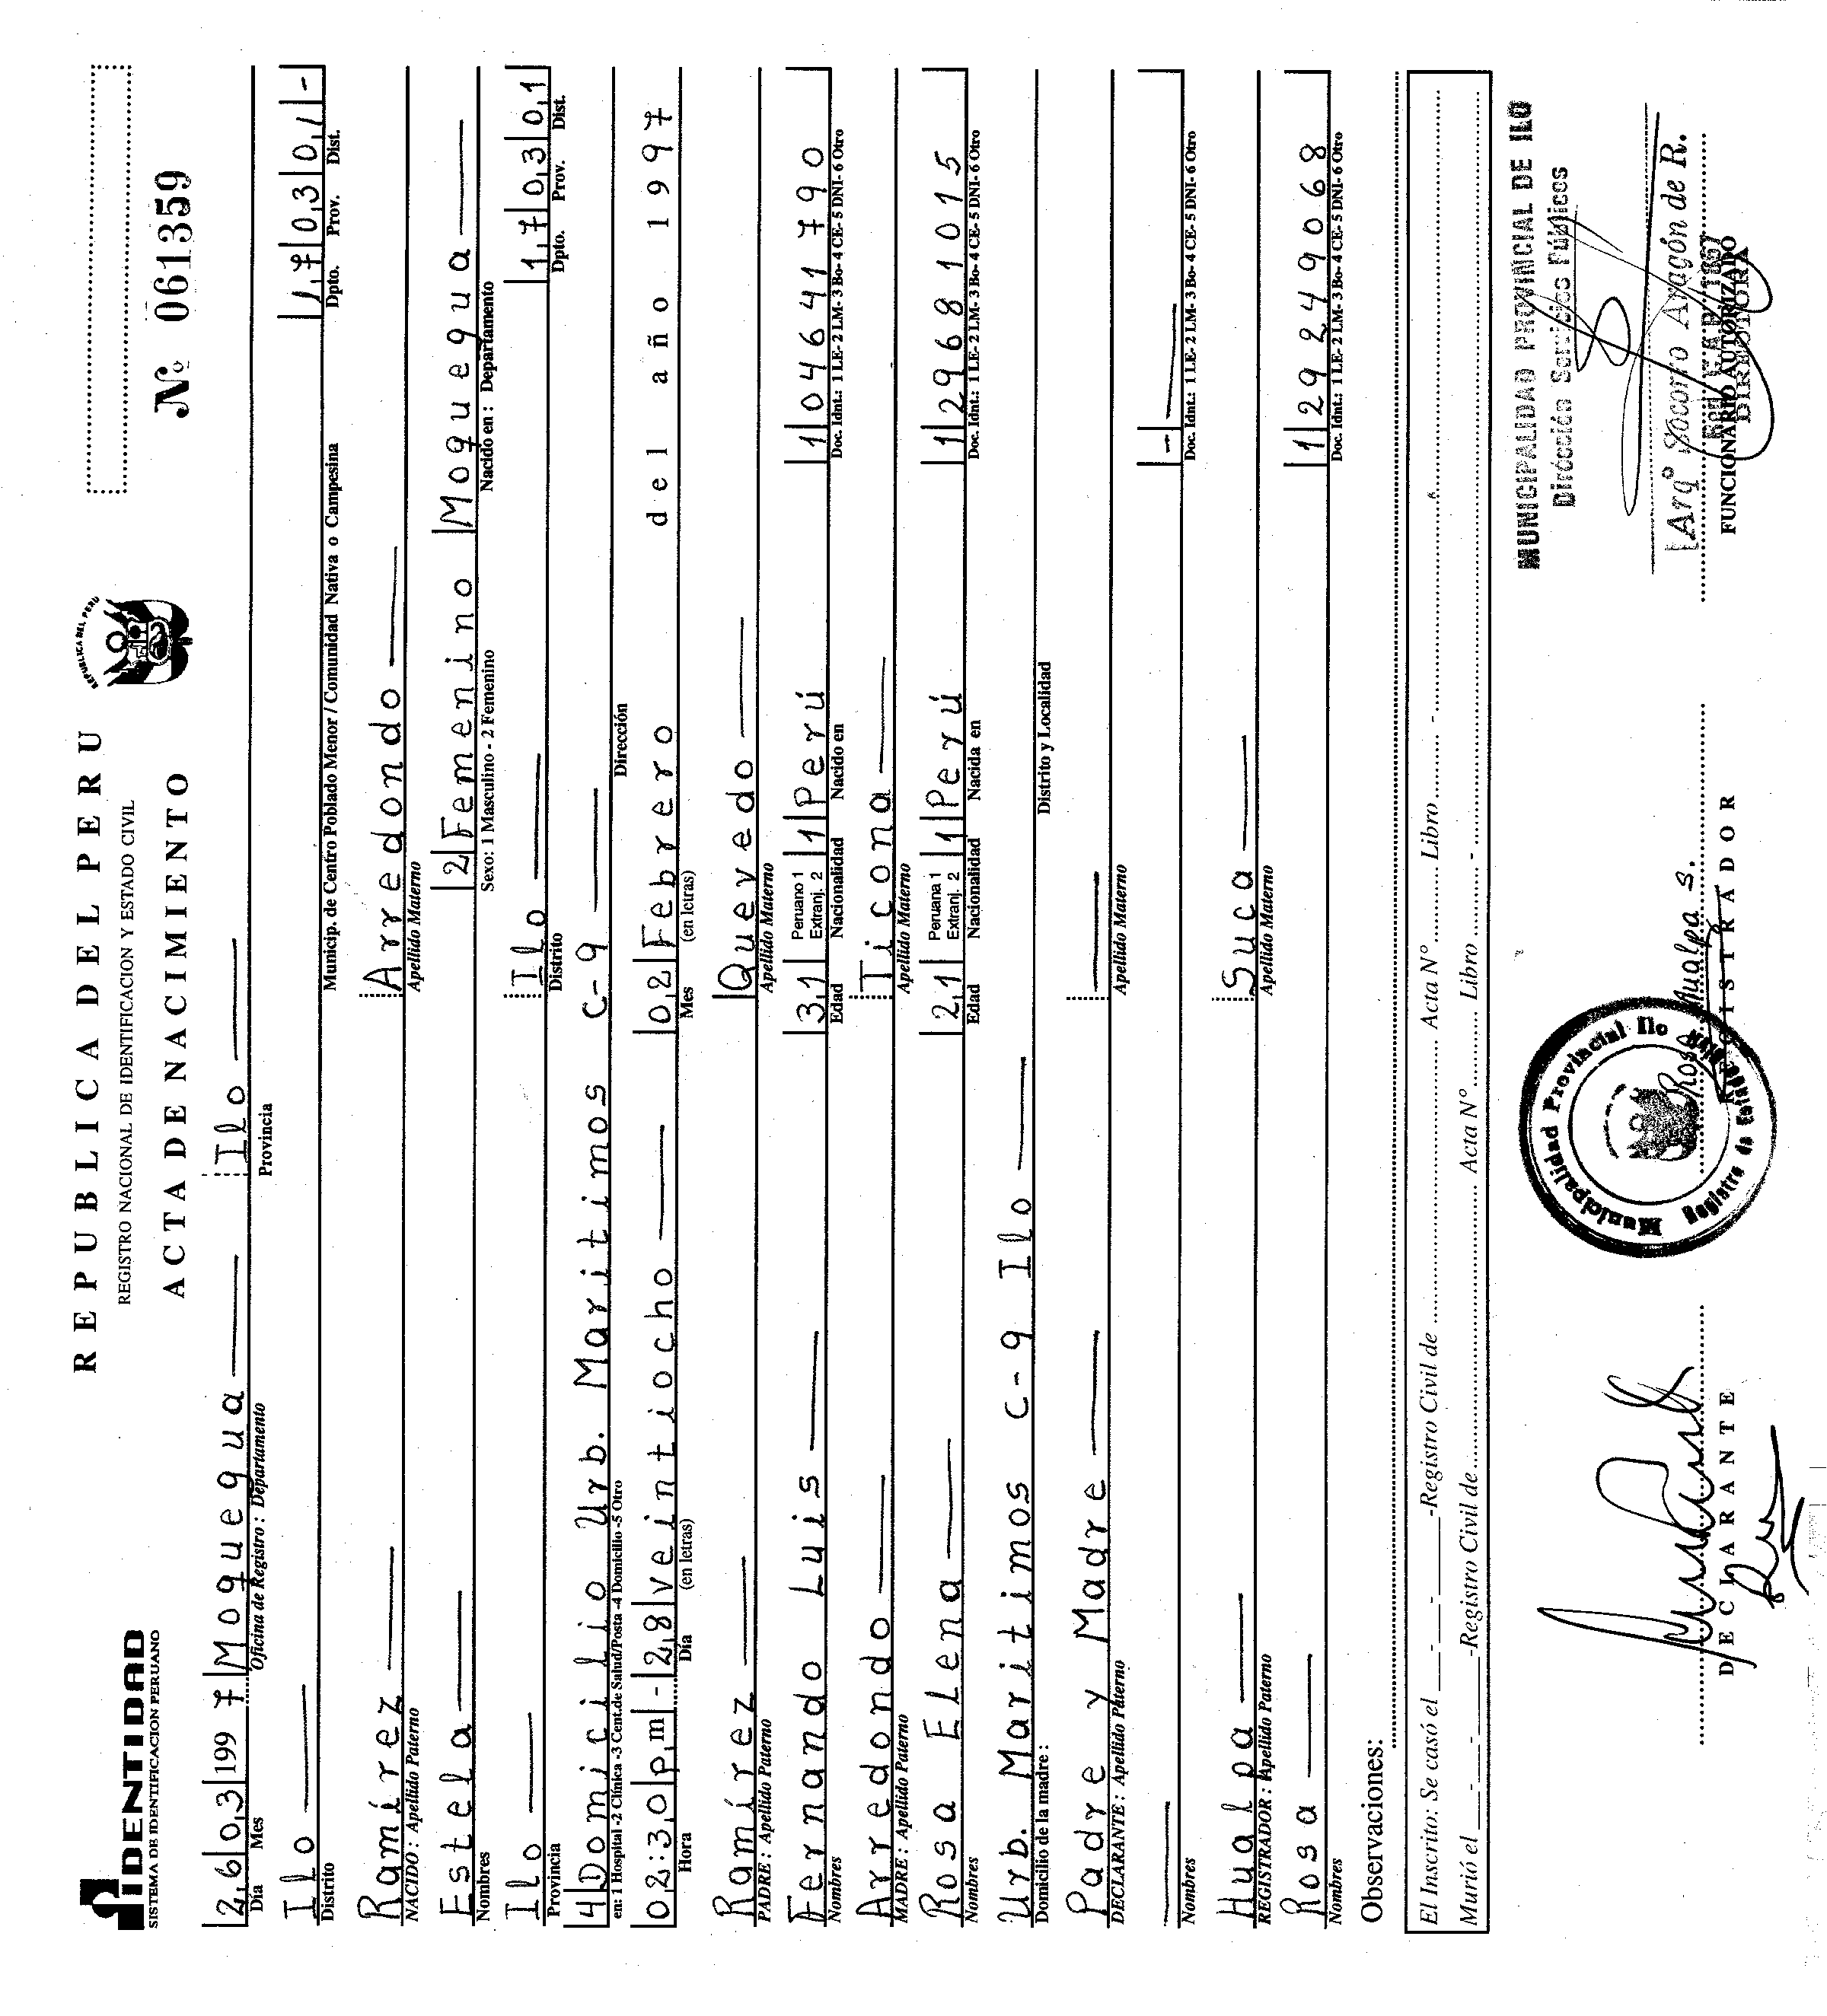 IDENTIDAD
SISTEMA DE IDENTIFICACION PERUANO
REPUBLICA DEL PERU
REGISTRO NACIONAL DE IDENTIFICACION Y ESTADO CIVIL
ACTA DE NACIMIENTO
REPUBLICA DEL PERU
Nº 061359
26 03 1997 Moquegua Ilo
Día Mes Oficina de Registro : Departamento Provincia
Ilo 17 03 01 -
Distrito Municip. de Centro Poblado Menor / Comunidad Nativa o Campesina Dpto. Prov. Dist.
Ramírez Arredondo
NACIDO : Apellido Paterno Apellido Materno
Estela 2 Femenino Moquegua
Nombres Sexo: 1 Masculino - 2 Femenino Nacido en : Departamento
Ilo Ilo 17 03 01
Provincia Distrito Dpto. Prov. Dist.
4 Domicilio Urb. Maritimos C-9
en: 1 Hospital -2 Clínica -3 Cent.de Salud/Posta -4 Domicilio -5 Otro Dirección
02:30 pm - 28 veintiocho 02 Febrero del año 1997
Hora Día (en letras) Mes (en letras)
Ramírez Quevedo
PADRE : Apellido Paterno Apellido Materno
Fernando Luis 31 Peruano 1 Extranj. 2 1 Perú 1 04641790
Nombres Edad Nacionalidad Nacido en Doc. Idnt.: 1 LE- 2 LM- 3 Bo- 4 CE- 5 DNI- 6 Otro
Arredondo Ticona
MADRE : Apellido Paterno Apellido Materno
Rosa Elena 21 Peruana 1 Extranj. 2 1 Perú 1 29681015
Nombres Edad Nacionalidad Nacida en Doc. Idnt.: 1 LE- 2 LM- 3 Bo- 4 CE- 5 DNI- 6 Otro
Urb. Maritimos C-9 Ilo
Domicilio de la madre : Distrito y Localidad
Padre y Madre
DECLARANTE : Apellido Paterno Apellido Materno
Nombres Doc. Idnt.: 1 LE- 2 LM- 3 Bo- 4 CE- 5 DNI- 6 Otro
Hualpa Suca
REGISTRADOR : Apellido Paterno Apellido Materno
Rosa 1 29249068
Nombres Doc. Idnt.: 1 LE- 2 LM- 3 Bo- 4 CE- 5 DNI- 6 Otro
Observaciones:
El Inscrito: Se casó el -Registro Civil de Acta Nº Libro
Murió el -Registro Civil de Acta Nº Libro
MUNICIPALIDAD PROVINCIAL DE ILO
Dirección Servicios Públicos
Municipalidad Provincial Ilo
Registro de
Rosa Hualpa S.
Arqº Socorro Aragón de R.
DIRECTORA
DECLARANTE
REGISTRADOR
FUNCIONARIO AUTORIZADO